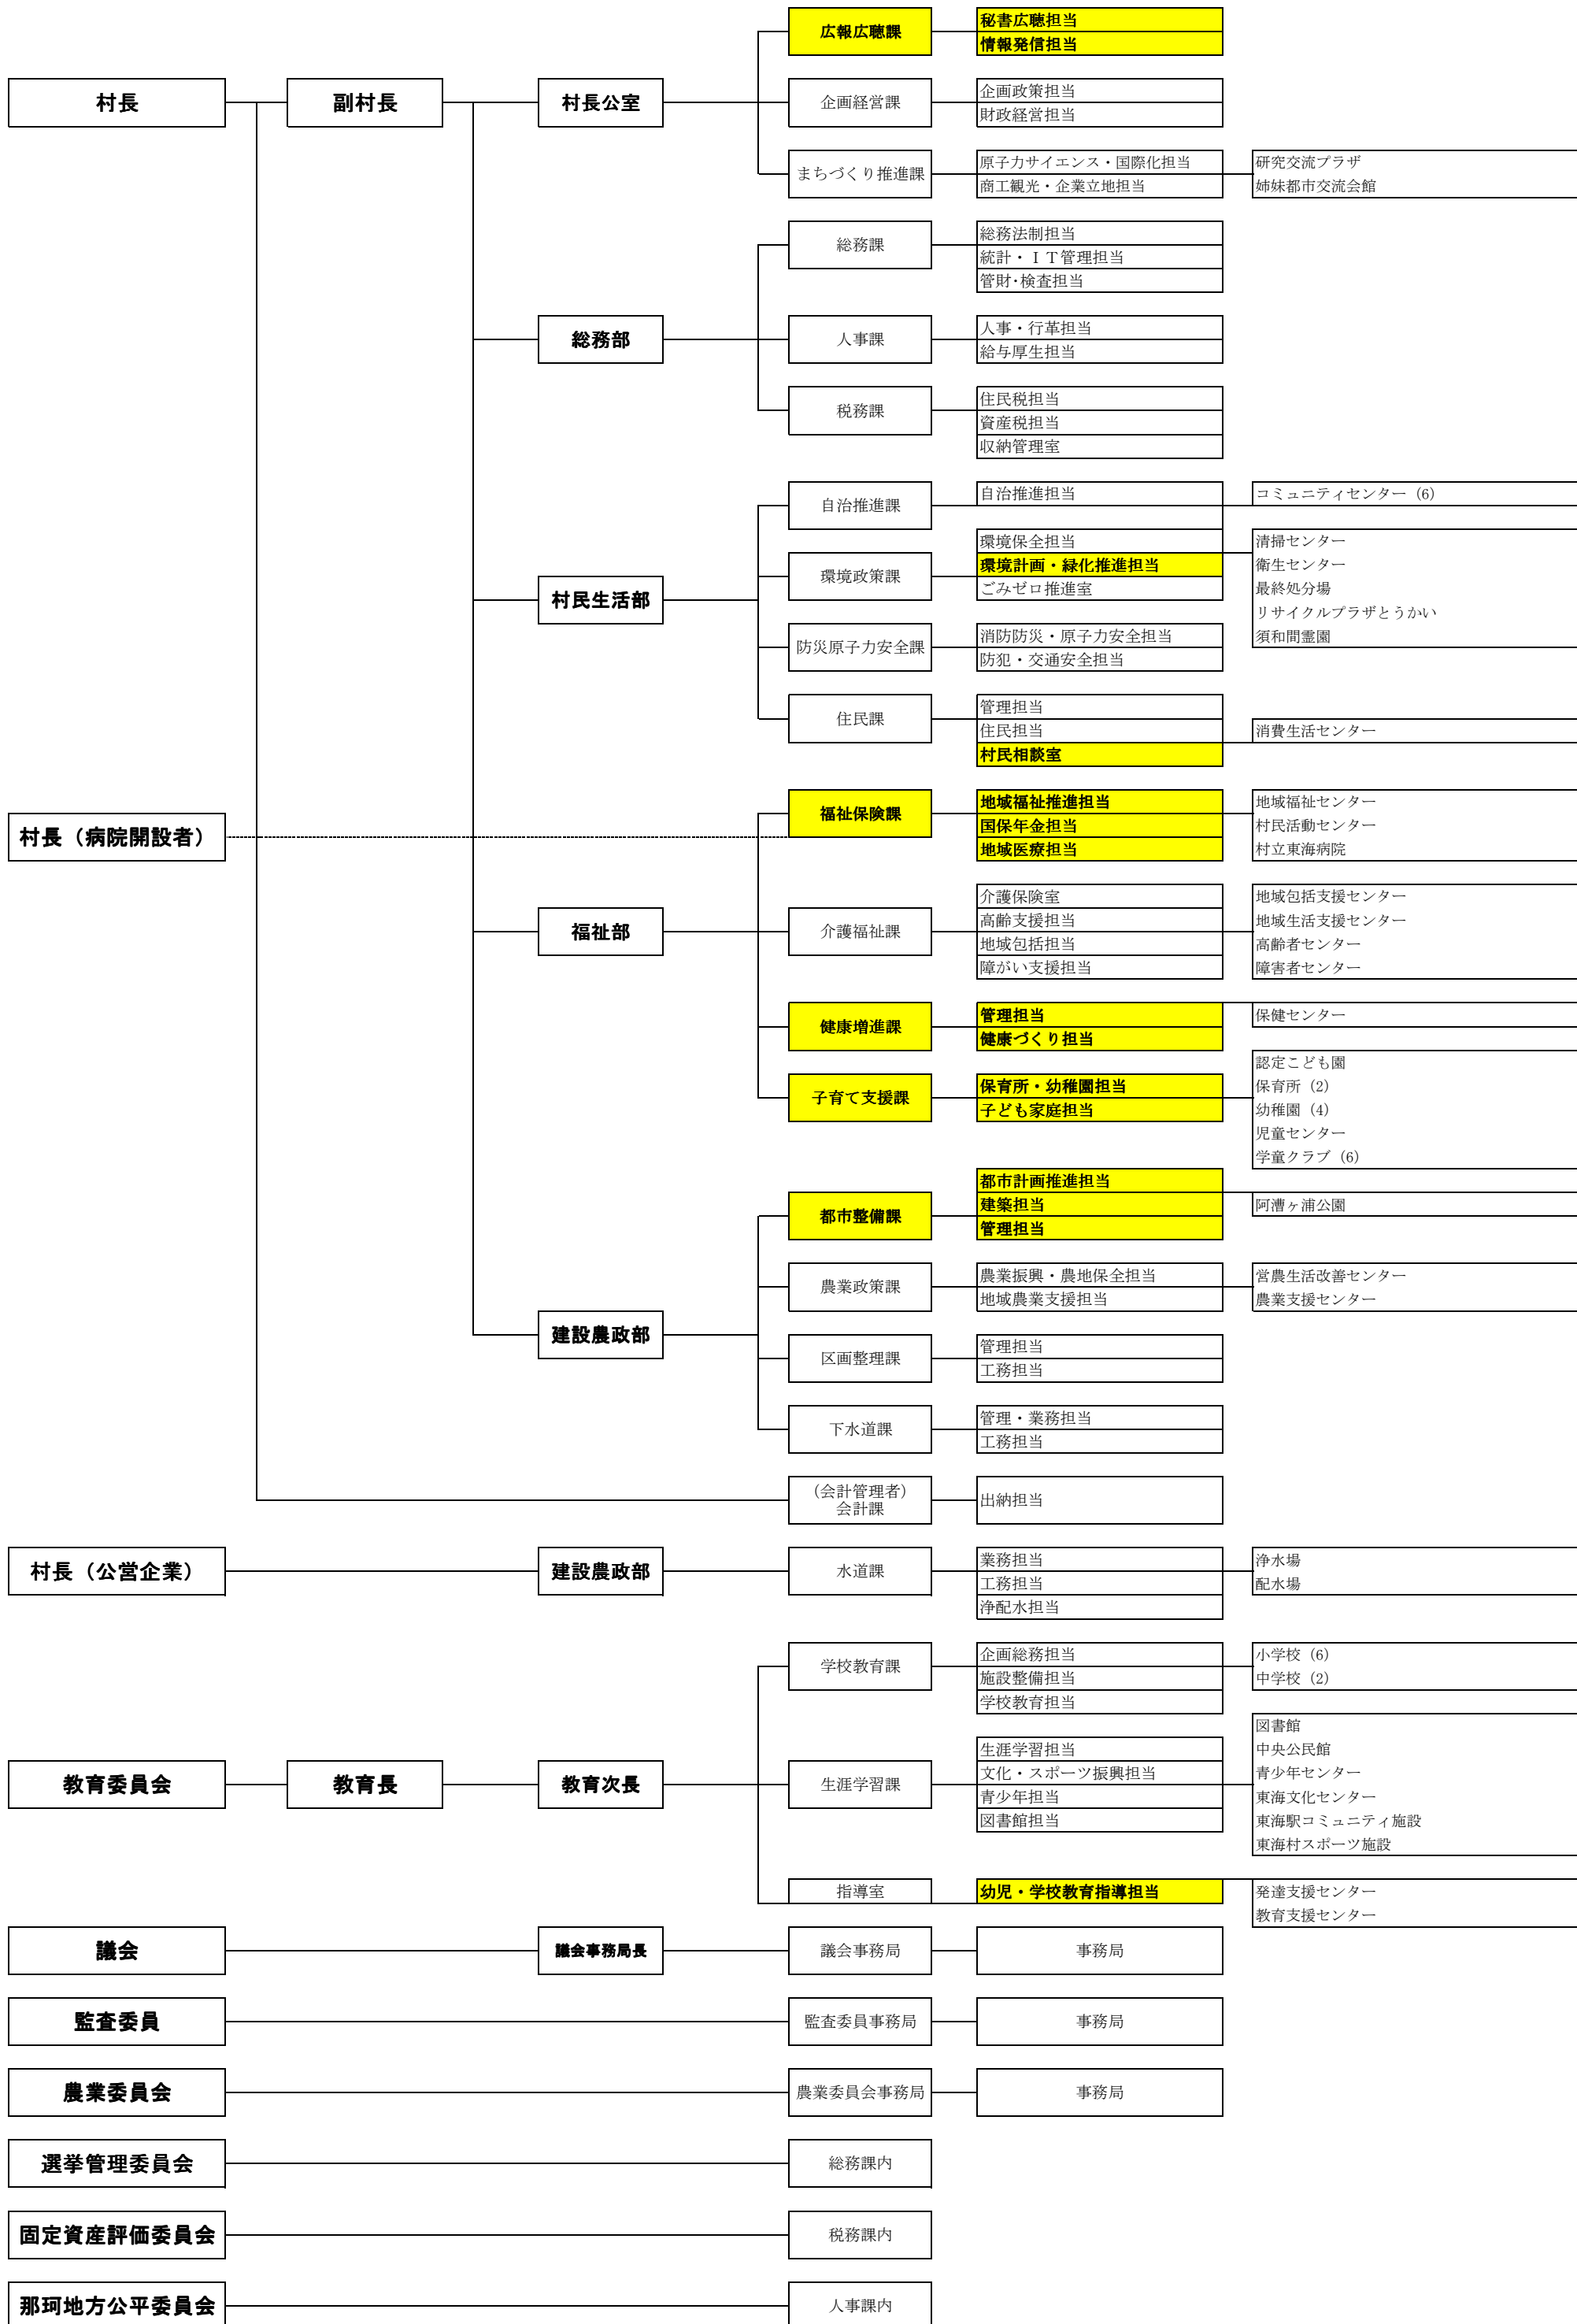 広報広聴課
秘書広聴担当
情報発信担当
村長
副村長
村長公室
企画経営課
企画政策担当
財政経営担当
まちづくり推進課
原子力サイエンス・国際化担当
商工観光・企業立地担当
研究交流プラザ
姉妹都市交流会館
総務課
総務法制担当
統計・ＩＴ管理担当
管財･検査担当
総務部
人事課
人事・行革担当
給与厚生担当
税務課
住民税担当
資産税担当
収納管理室
自治推進課
自治推進担当
コミュニティセンター（6）
村民生活部
環境政策課
環境保全担当
環境計画・緑化推進担当
ごみゼロ推進室
清掃センター
衛生センター
最終処分場
リサイクルプラザとうかい
須和間霊園
防災原子力安全課
消防防災・原子力安全担当
防犯・交通安全担当
住民課
管理担当
住民担当
村民相談室
消費生活センター
村長（病院開設者）
福祉保険課
地域福祉推進担当
国保年金担当
地域医療担当
地域福祉センター
村民活動センター
村立東海病院
福祉部
介護福祉課
介護保険室
高齢支援担当
地域包括担当
障がい支援担当
地域包括支援センター
地域生活支援センター
高齢者センター
障害者センター
健康増進課
管理担当
健康づくり担当
保健センター
子育て支援課
保育所・幼稚園担当
子ども家庭担当
認定こども園
保育所（2）
幼稚園（4）
児童センター
学童クラブ（6）
都市整備課
都市計画推進担当
建築担当
管理担当
阿漕ヶ浦公園
建設農政部
農業政策課
農業振興・農地保全担当
地域農業支援担当
営農生活改善センター
農業支援センター
区画整理課
管理担当
工務担当
下水道課
管理・業務担当
工務担当
（会計管理者）
会計課
出納担当
村長（公営企業）
建設農政部
水道課
業務担当
工務担当
浄配水担当
浄水場
配水場
学校教育課
企画総務担当
施設整備担当
学校教育担当
小学校（6）
中学校（2）
教育委員会
教育長
教育次長
生涯学習課
生涯学習担当
文化・スポーツ振興担当
青少年担当
図書館担当
図書館
中央公民館
青少年センター
東海文化センター
東海駅コミュニティ施設
東海村スポーツ施設
指導室
幼児・学校教育指導担当
発達支援センター
教育支援センター
議会
議会事務局長
議会事務局
事務局
監査委員
監査委員事務局
事務局
農業委員会
農業委員会事務局
事務局
選挙管理委員会
総務課内
固定資産評価委員会
税務課内
那珂地方公平委員会
人事課内